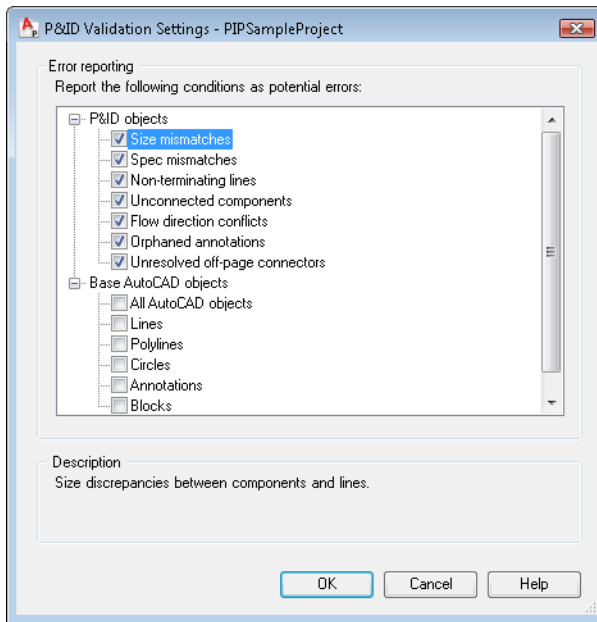 P&ID Validation Settings - PIPSampleProject
Error reporting
Report the following conditions as potential errors:
P&ID objects
Size mismatches
Spec mismatches
Non-terminating lines
Unconnected components
Flow direction conflicts
Orphaned annotations
Unresolved off-page connectors
Base AutoCAD objects
All AutoCAD objects
Lines
Polylines
Circles
Annotations
Blocks
Description
Size discrepancies between components and lines.
OK Cancel Help